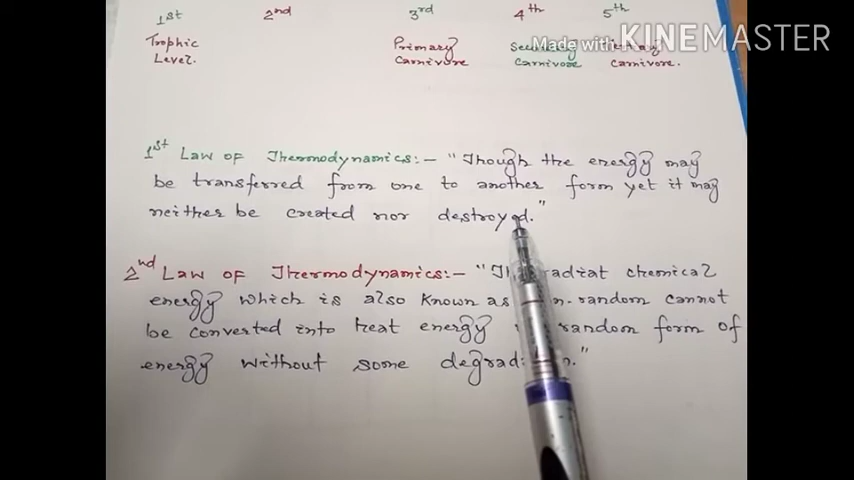 1st 2nd 3rd 4th 5th
Trophic Level. Primary Carnivore Carnivore Carnivore.
Made with KINEMASTER
1st Law of Thermodynamics:- "Though the energy may
be transferred from one to another form yet it may
neither be created nor destroyed."
2nd Law of Thermodynamics:- " chemical
energy which is also known as random cannot
be converted into heat energy random form of
energy without some